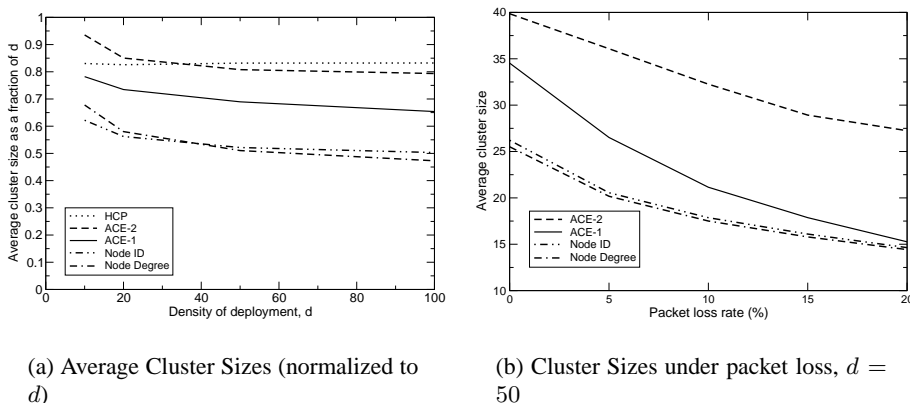 1
0.9
0.8
0.7
0.6
0.5
0.4
0.3
0.2
0.1
0
Average cluster size as a fraction of d
HCP
ACE-2
ACE-1
Node ID
Node Degree
0 20 40 60 80 100
Density of deployment, d
40
35
30
25
20
15
10
Average cluster size
ACE-2
ACE-1
Node ID
Node Degree
0 5 10 15 20
Packet loss rate (%)
(a) Average Cluster Sizes (normalized to
d)
(b) Cluster Sizes under packet loss, d =
50